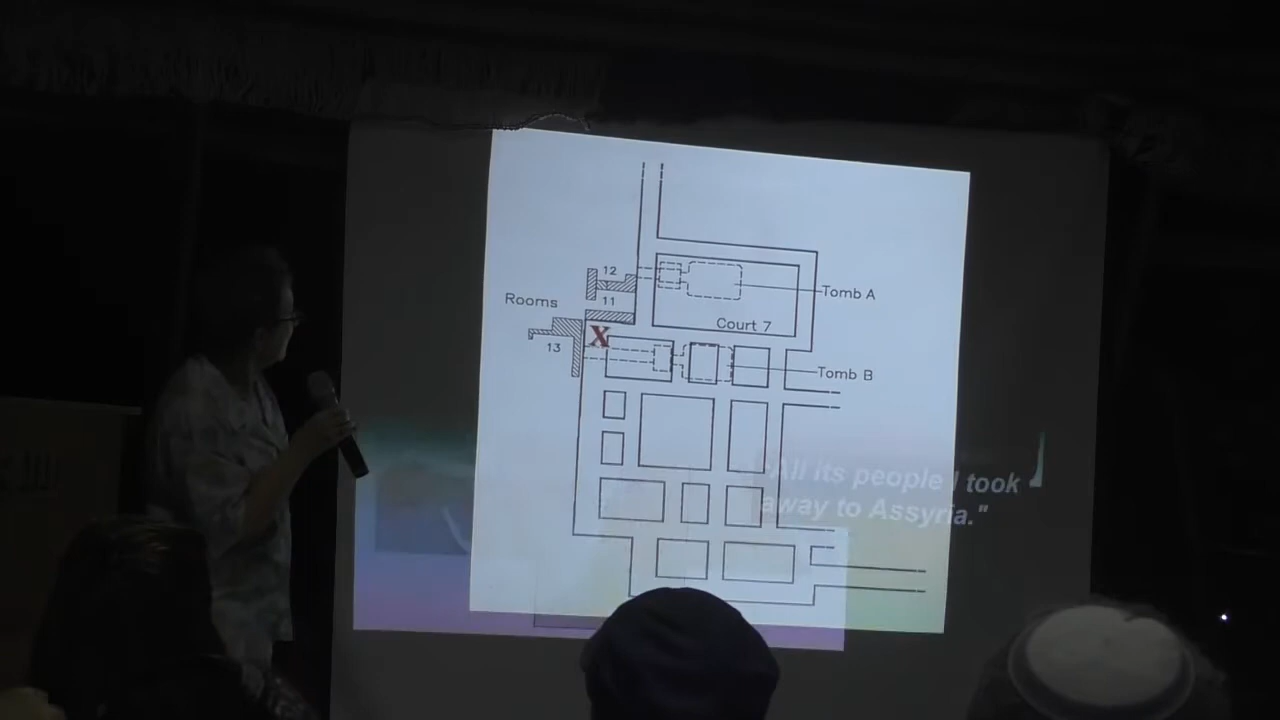 12
Rooms
11
Tomb A
Court 7
X
13
Tomb B
"All its people I took
away to Assyria."